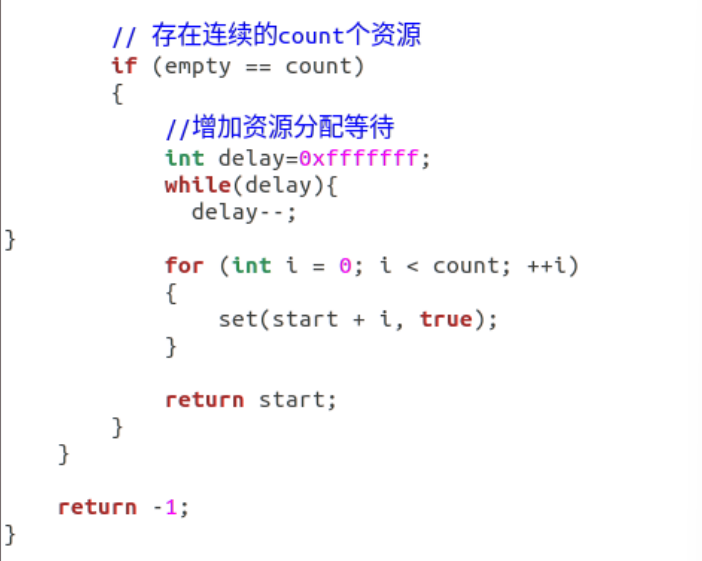 // 存在连续的count个资源
if (empty == count)
{
//增加资源分配等待
int delay=0xfffffff;
while(delay){
delay--;
}
for (int i = 0; i < count; ++i)
{
set(start + i, true);
}
return start;
}
}
return -1;
}